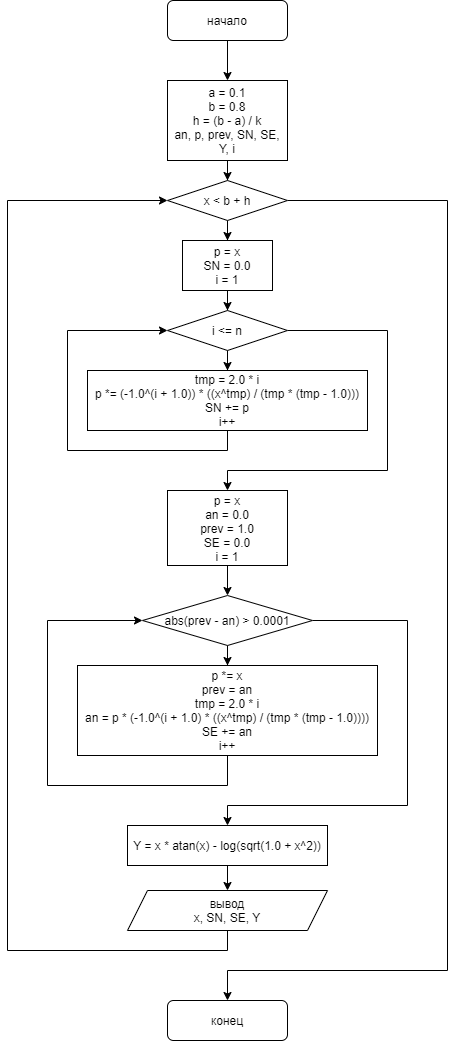 начало
a = 0.1
b = 0.8
h = (b - a) / k
an, p, prev, SN, SE,
Y, i
x < b + h
p = x
SN = 0.0
i = 1
i <= n
tmp = 2.0 * i
p *= (-1.0^(i + 1.0)) * ((x^tmp) / (tmp * (tmp - 1.0)))
SN += p
i++
p = x
an = 0.0
prev = 1.0
SE = 0.0
i = 1
abs(prev - an) > 0.0001
p *= x
prev = an
tmp = 2.0 * i
an = p * (-1.0^(i + 1.0) * ((x^tmp) / (tmp * (tmp - 1.0))))
SE += an
i++
Y = x * atan(x) - log(sqrt(1.0 + x^2))
вывод
x, SN, SE, Y
конец